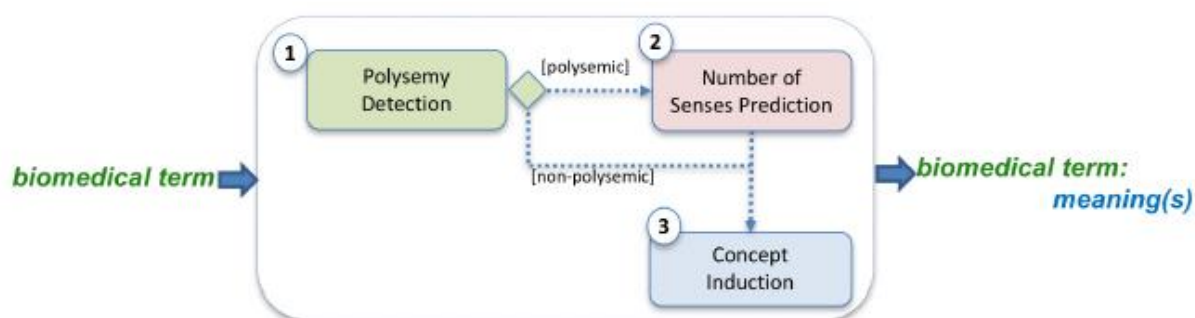 1
Polysemy
Detection
[polysemic]
2
Number of
Senses Prediction
biomedical term
[non-polysemic]
biomedical term:
meaning(s)
3
Concept
Induction